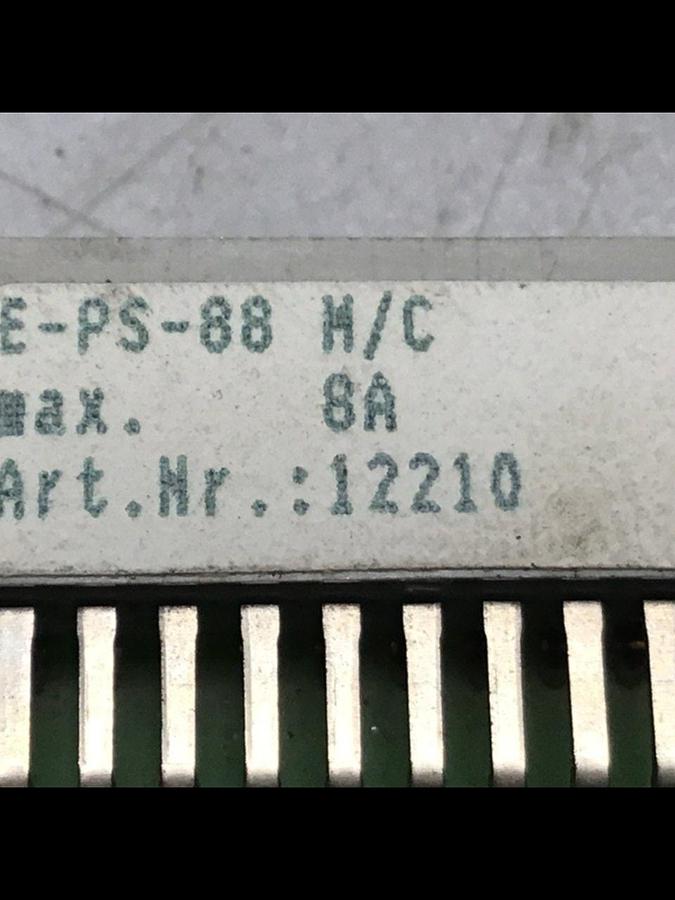 E-PS-88 M/C
max. 8A
Art.Nr.:12210